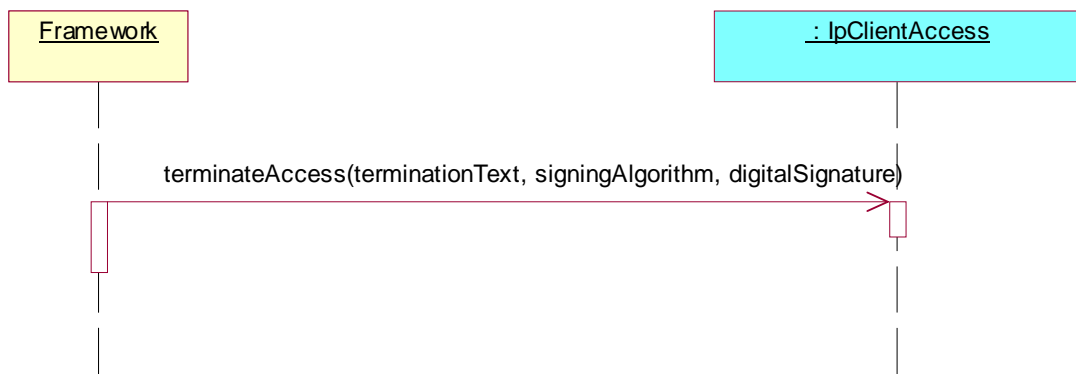 Framework
: IpClientAccess
terminateAccess(terminationText, signingAlgorithm, digitalSignature)